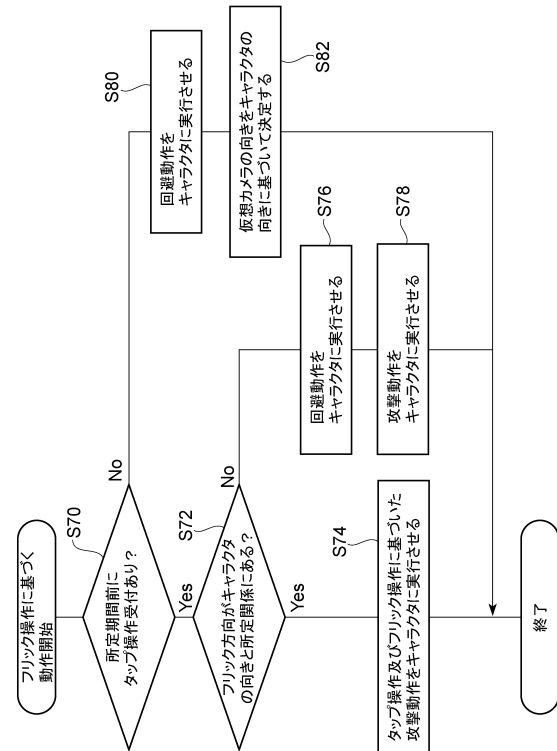 フリック操作に基づく
動作開始
S70
所定期間前に
タップ操作受付あり？
No
Yes
S72
フリック方向がキャラクタ
の向きと所定関係にある？
No
Yes
S74
タップ操作及びフリック操作に基づいた
攻撃動作をキャラクタに実行させる
S76
回避動作を
キャラクタに実行させる
S78
攻撃動作を
キャラクタに実行させる
S80
回避動作を
キャラクタに実行させる
S82
仮想カメラの向きをキャラクタの
向きに基づいて決定する
終了